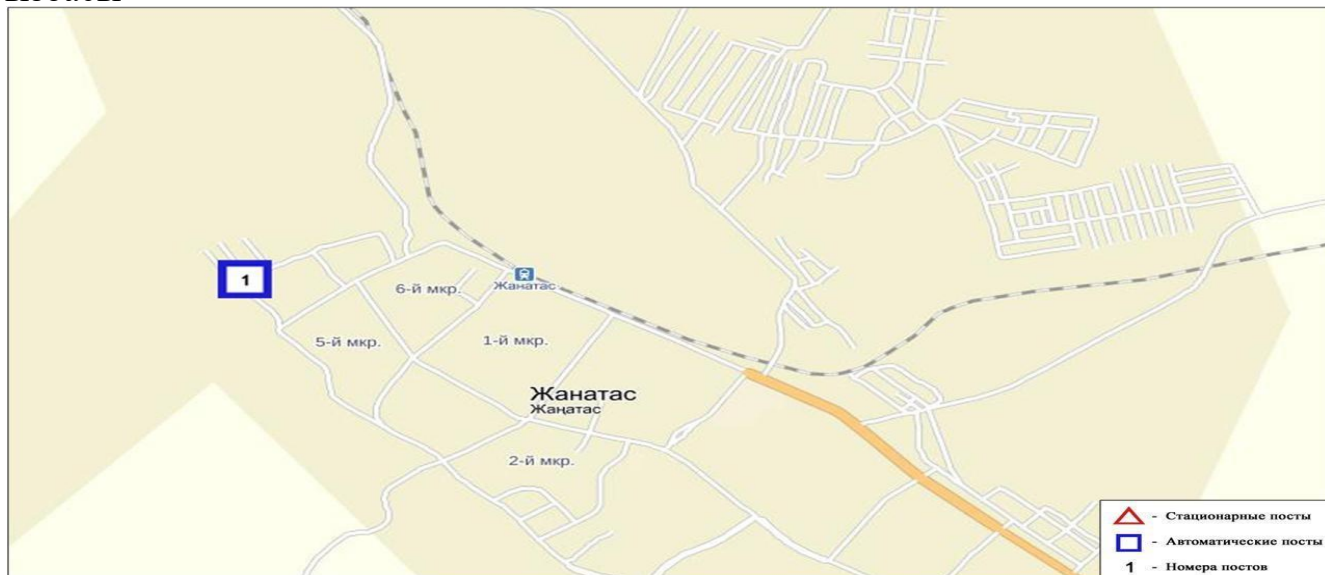 1
6-й мкр.
Жанатас
5-й мкр.
1-й мкр.
Жанатас
Жаңатас
2-й мкр.
- Стационарные посты
- Автоматические посты
1 - Номера постов